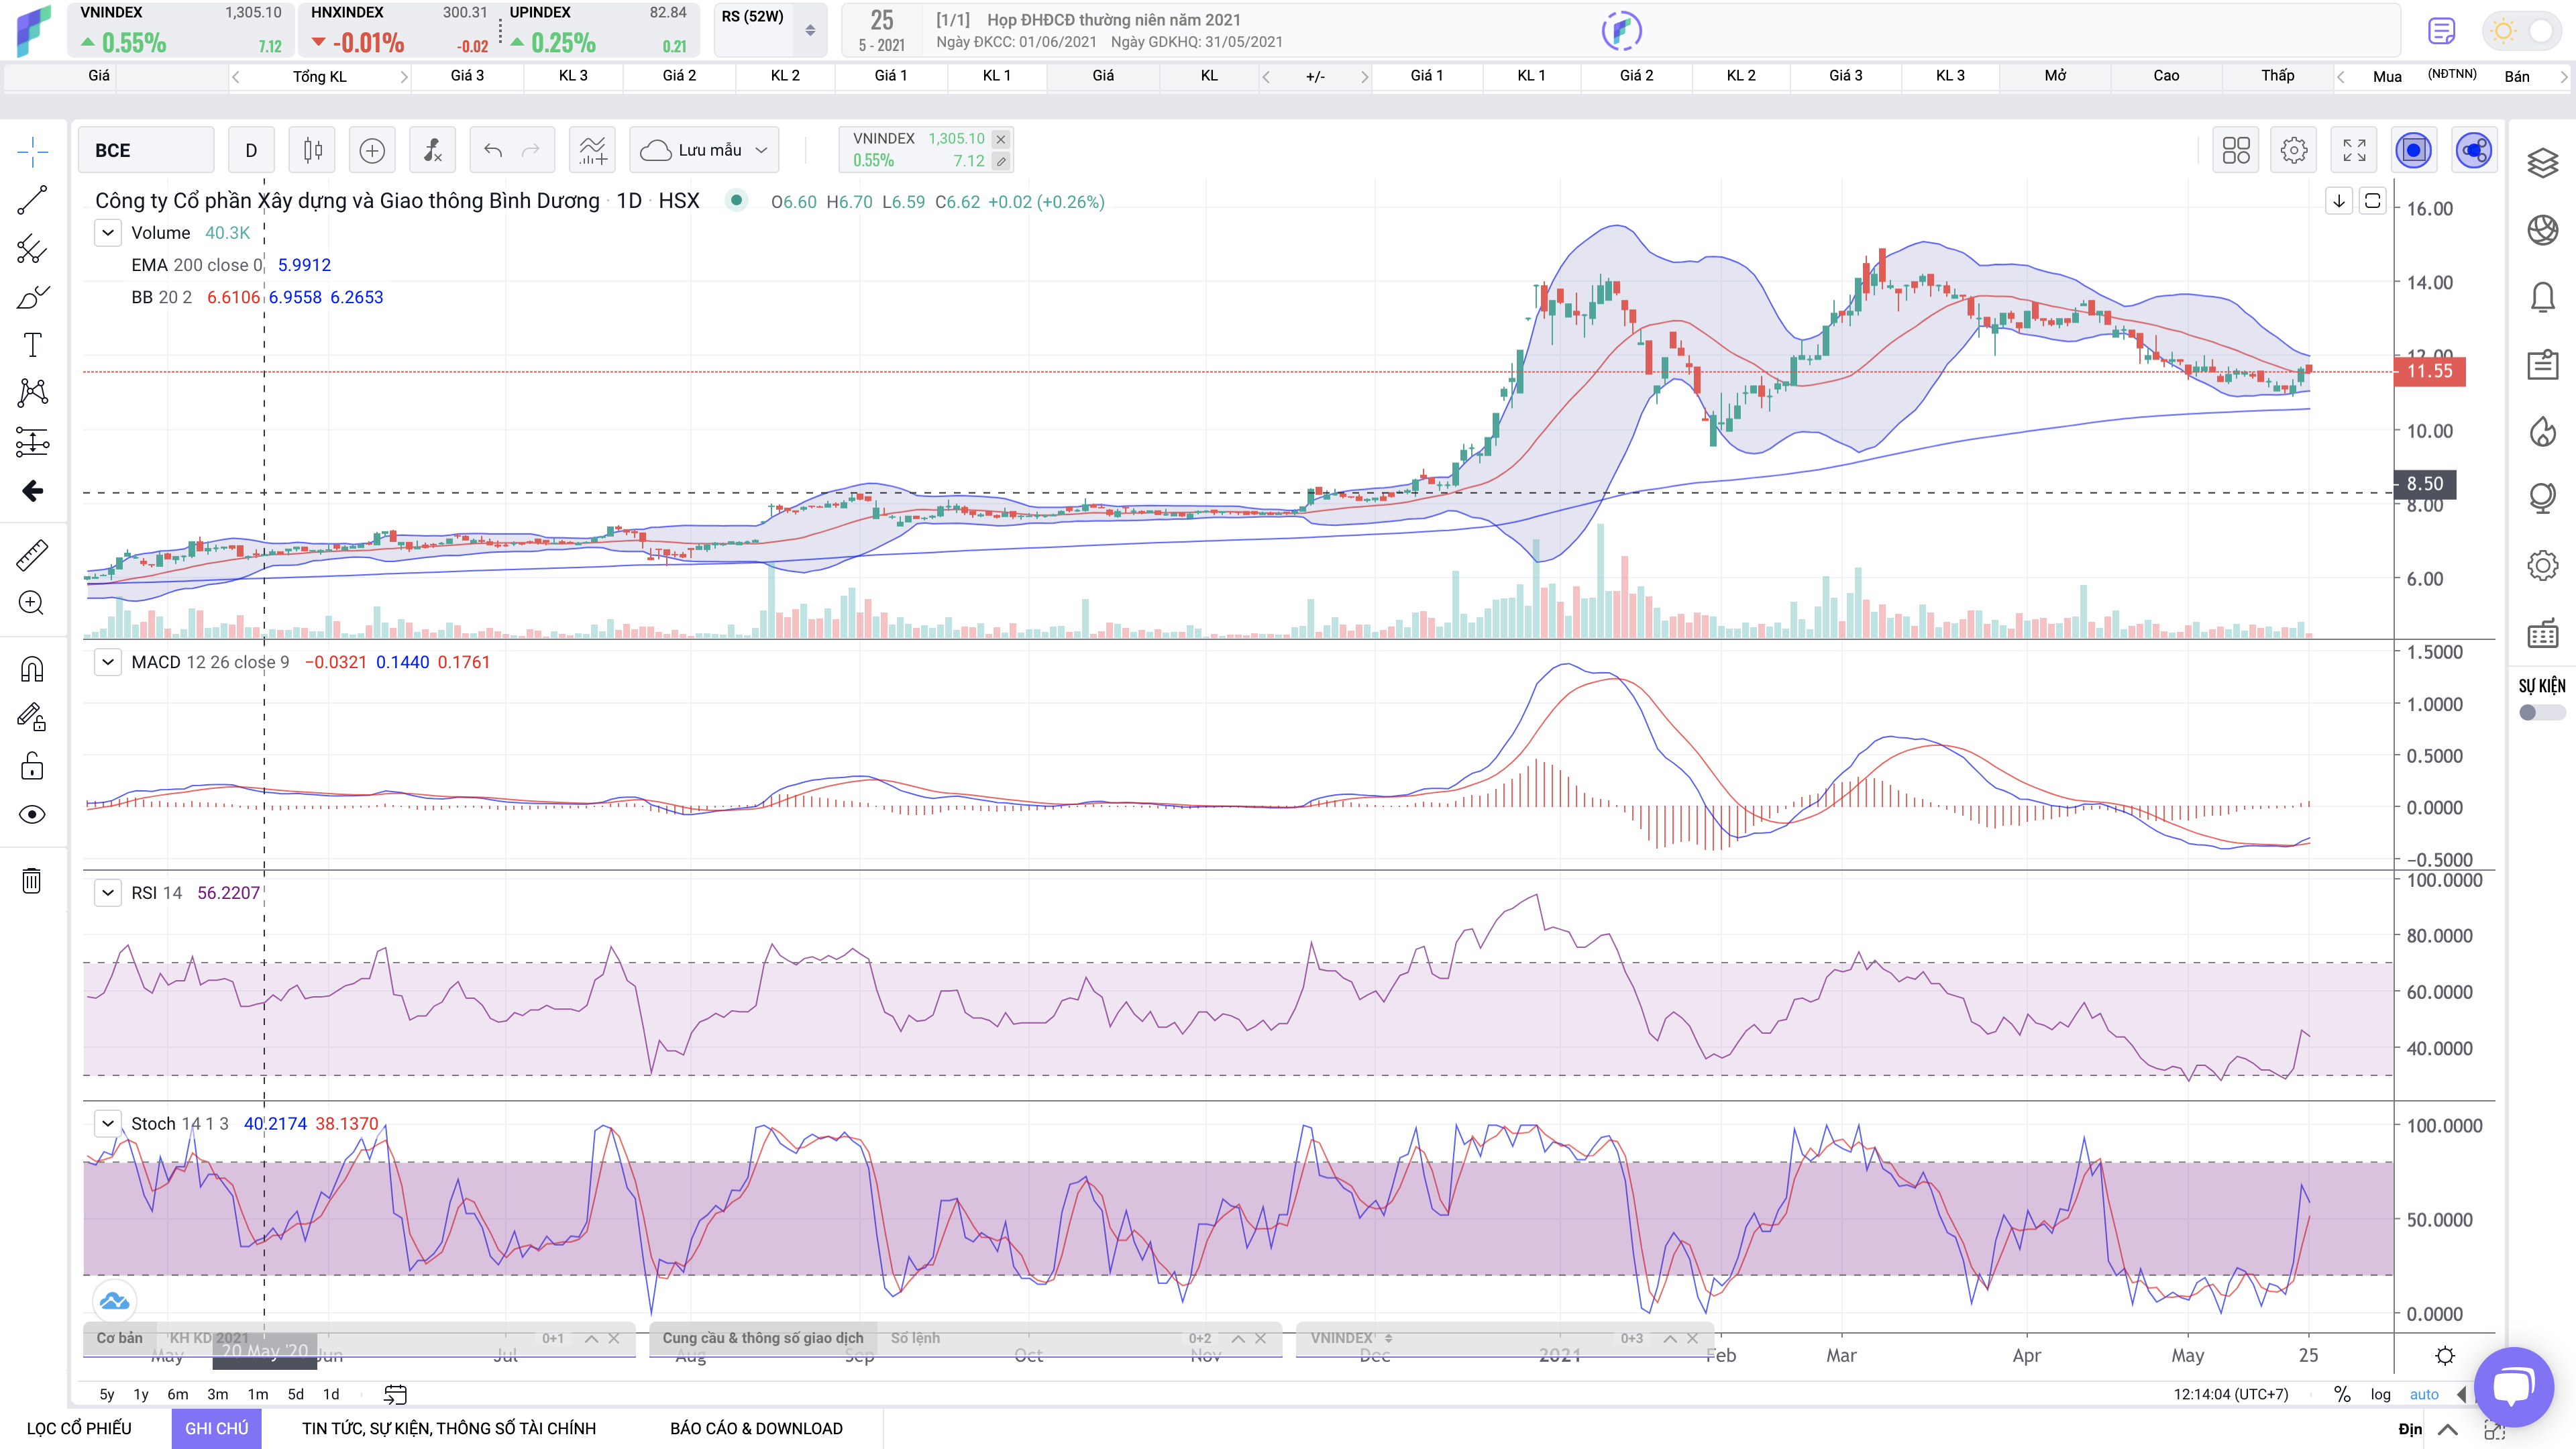 VNINDEX 1,305.10 HNXINDEX 300.31 UPINDEX 82.84 RS (52W) 25 [1/1] Họp ĐHĐCĐ thường niên năm 2021
0.55% 7.12 -0.01% -0.02 0.25% 0.21 5 - 2021 Ngày ĐKCC: 01/06/2021 Ngày GDKHQ: 31/05/2021
Giá Tổng KL Giá 3 KL 3 Giá 2 KL 2 Giá 1 KL 1 Giá KL +/- Giá 1 KL 1 Giá 2 KL 2 Giá 3 KL 3 Mở Cao Thấp Mua (NĐTNN) Bán
BCE D Lưu mẫu VNINDEX 1,305.10
0.55% 7.12
Công ty Cổ phần Xây dựng và Giao thông Bình Dương · 1D · HSX O6.60 H6.70 L6.59 C6.62 +0.02 (+0.26%)
Volume 40.3K
EMA 200 close 0 5.9912
BB 20 2 6.6106 6.9558 6.2653
16.00
14.00
12.00
11.55
10.00
8.50
8.00
6.00
MACD 12 26 close 9 −0.0321 0.1440 0.1761
1.5000
1.0000
0.5000
0.0000
−0.5000
SỰ KIỆN
RSI 14 56.2207
100.0000
80.0000
60.0000
40.0000
Stoch 14 1 3 40.2174 38.1370
100.0000
50.0000
0.0000
Cơ bản KH KD 2021 0+1 Cung cầu & thông số giao dịch Sổ lệnh 0+2 VNINDEX 0+3
May 20 May '20 Jun Jul Aug Sep Oct Nov Dec 2021 Feb Mar Apr May 25
5y 1y 6m 3m 1m 5d 1d 12:14:04 (UTC+7) % log auto
LỌC CỔ PHIẾU GHI CHÚ TIN TỨC, SỰ KIỆN, THÔNG SỐ TÀI CHÍNH BÁO CÁO & DOWNLOAD Địn